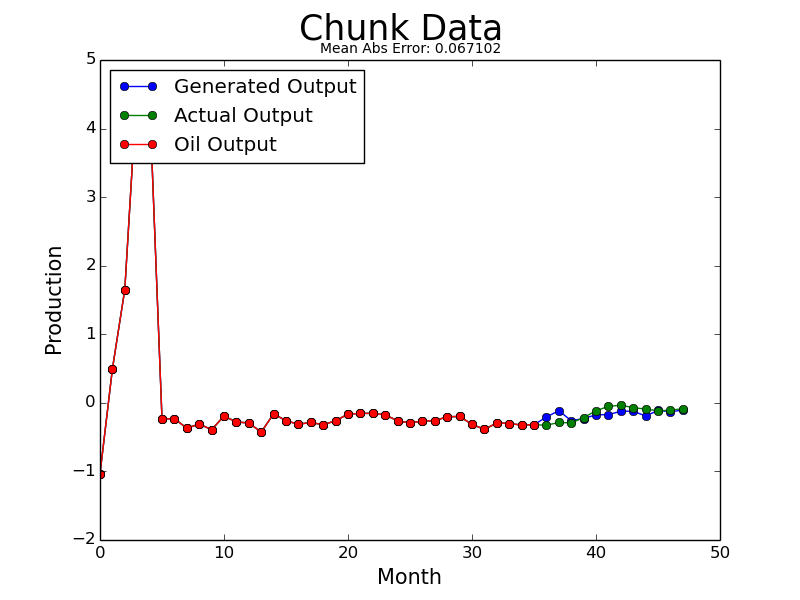 Chunk Data
Mean Abs Error: 0.067102
Generated Output
Actual Output
Oil Output
5
4
3
2
1
0
−1
−2
Production
0 10 20 30 40 50
Month